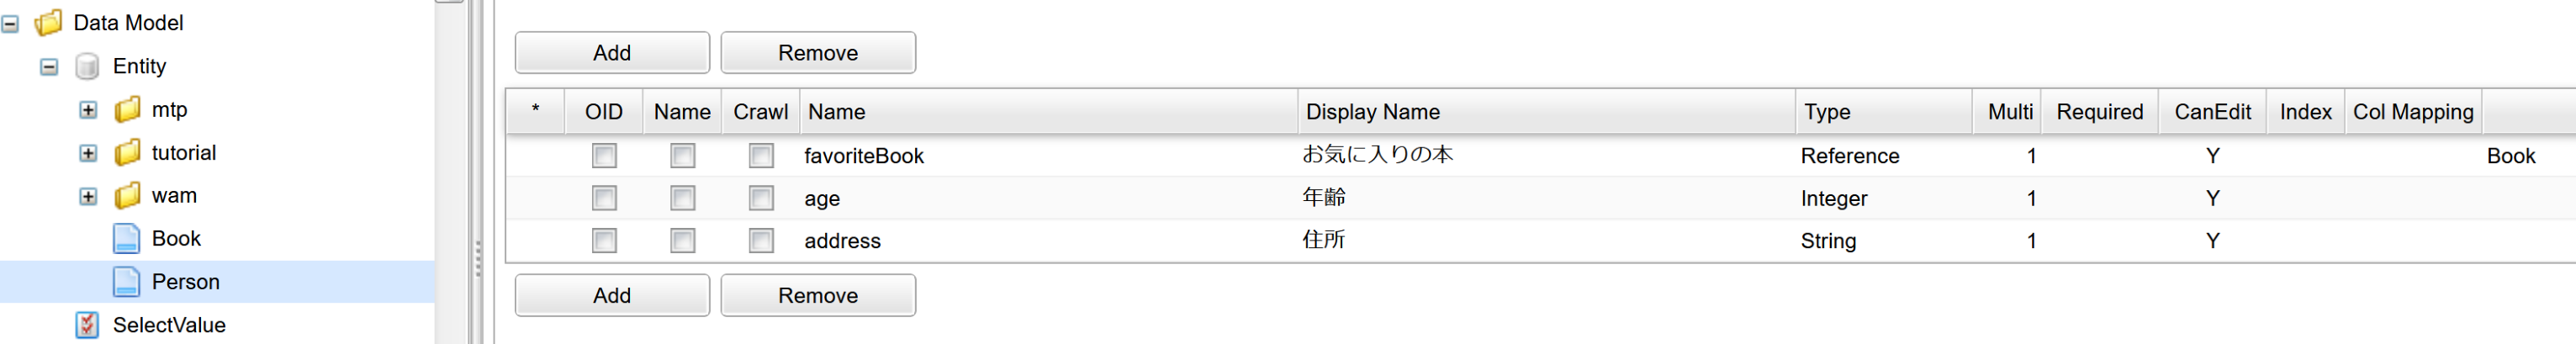 Data Model
Entity
mtp
tutorial
wam
Book
Person
SelectValue
Add Remove
* OID Name Crawl Name Display Name Type Multi Required CanEdit Index Col Mapping
favoriteBook お気に入りの本 Reference 1 Y Book
age 年齢 Integer 1 Y
address 住所 String 1 Y
Add Remove